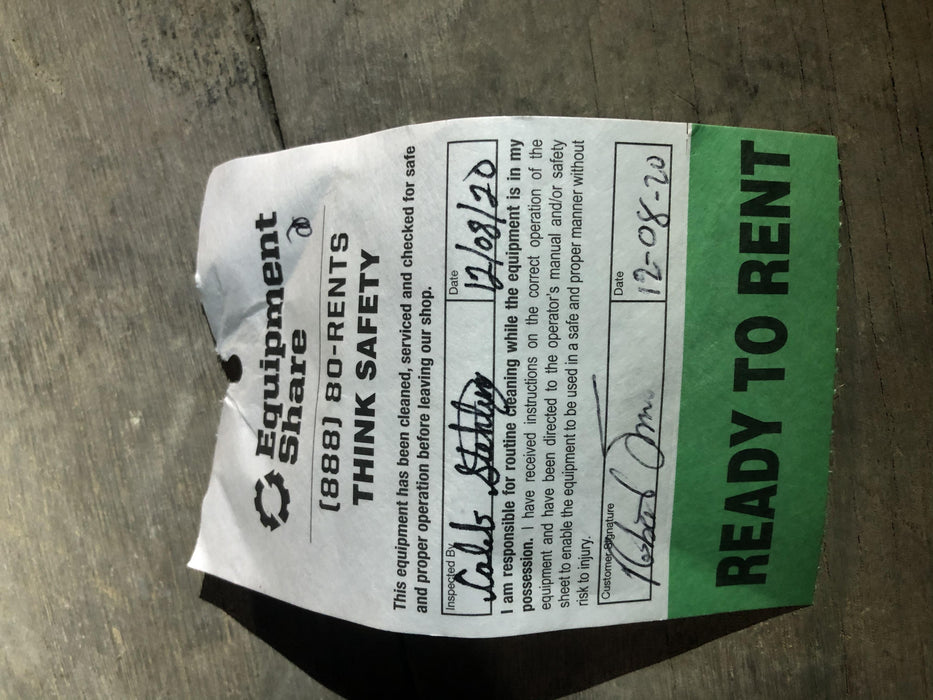 Equipment
Share
(888) 80-RENTS
THINK SAFETY
This equipment has been cleaned, serviced and checked for safe
and proper operation before leaving our shop.
Inspected By
Date
Caleb 12/08/20
I am responsible for routine cleaning while the equipment is in my
possession. I have received instructions on the correct operation of the
equipment and have been directed to the operator's manual and/or safety
sheet to enable the equipment to be used in a safe and proper manner without
risk to injury.
Customer Signature
Date
12-08-20
READY TO RENT